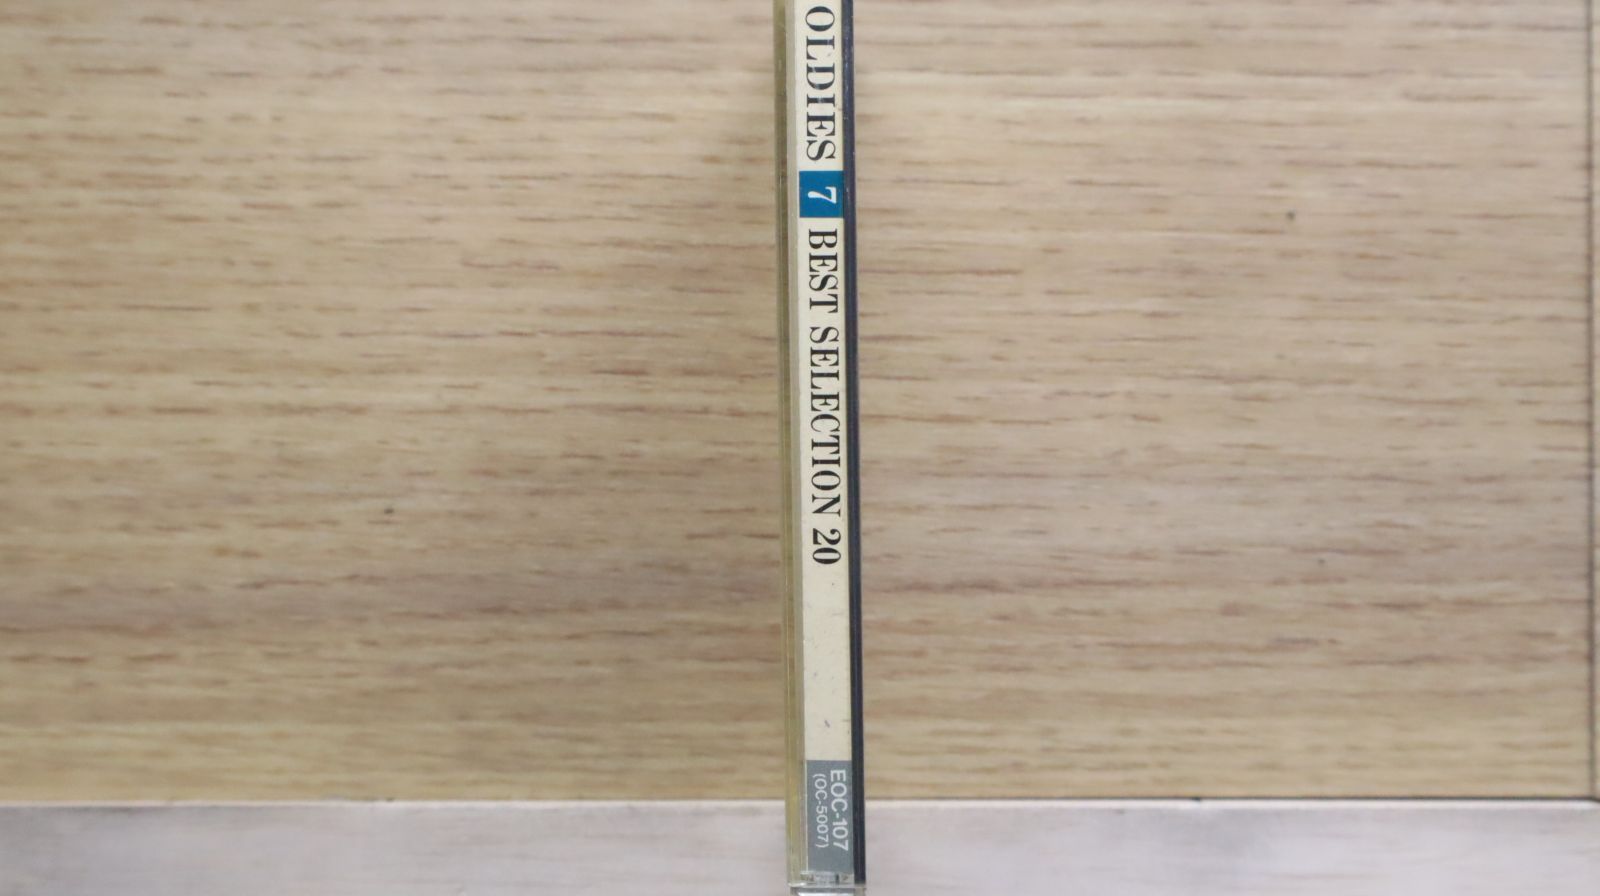 OLDIES 7 BEST SELECTION 20
EOC-107
(OC-5007)